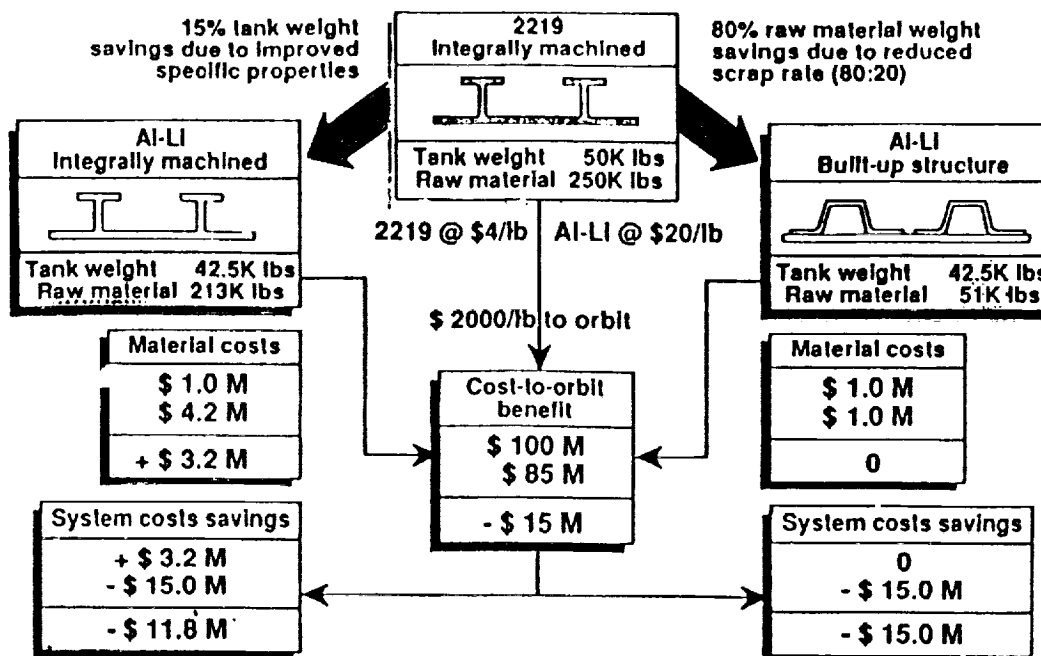 15% tank weight
savings due to improved
specific properties
2219
Integrally machined
Tank weight 50K lbs
Raw material 250K lbs
80% raw material weight
savings due to reduced
scrap rate (80:20)
Al-Li
Integrally machined
Tank weight 42.5K lbs
Raw material 213K lbs
2219 @ $4/lb
Al-Li @ $20/lb
Al-Li
Built-up structure
Tank weight 42.5K lbs
Raw material 51K lbs
$ 2000/lb to orbit
Material costs
$ 1.0 M
$ 4.2 M
+ $ 3.2 M
Cost-to-orbit
benefit
$ 100 M
$ 85 M
- $ 15 M
Material costs
$ 1.0 M
$ 1.0 M
0
System costs savings
+ $ 3.2 M
- $ 15.0 M
- $ 11.8 M
System costs savings
0
- $ 15.0 M
- $ 15.0 M